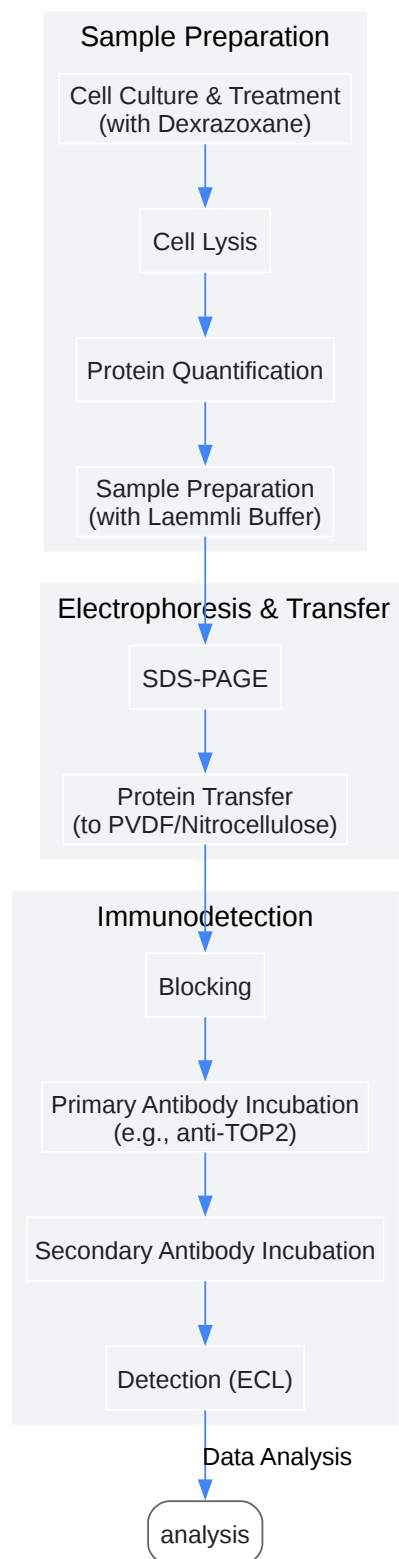 Sample Preparation
Cell Culture & Treatment
(with Dexrazoxane)
Cell Lysis
Protein Quantification
Sample Preparation
(with Laemmli Buffer)
Electrophoresis & Transfer
SDS-PAGE
Protein Transfer
(to PVDF/Nitrocellulose)
Immunodetection
Blocking
Primary Antibody Incubation
(e.g., anti-TOP2)
Secondary Antibody Incubation
Detection (ECL)
Data Analysis
analysis